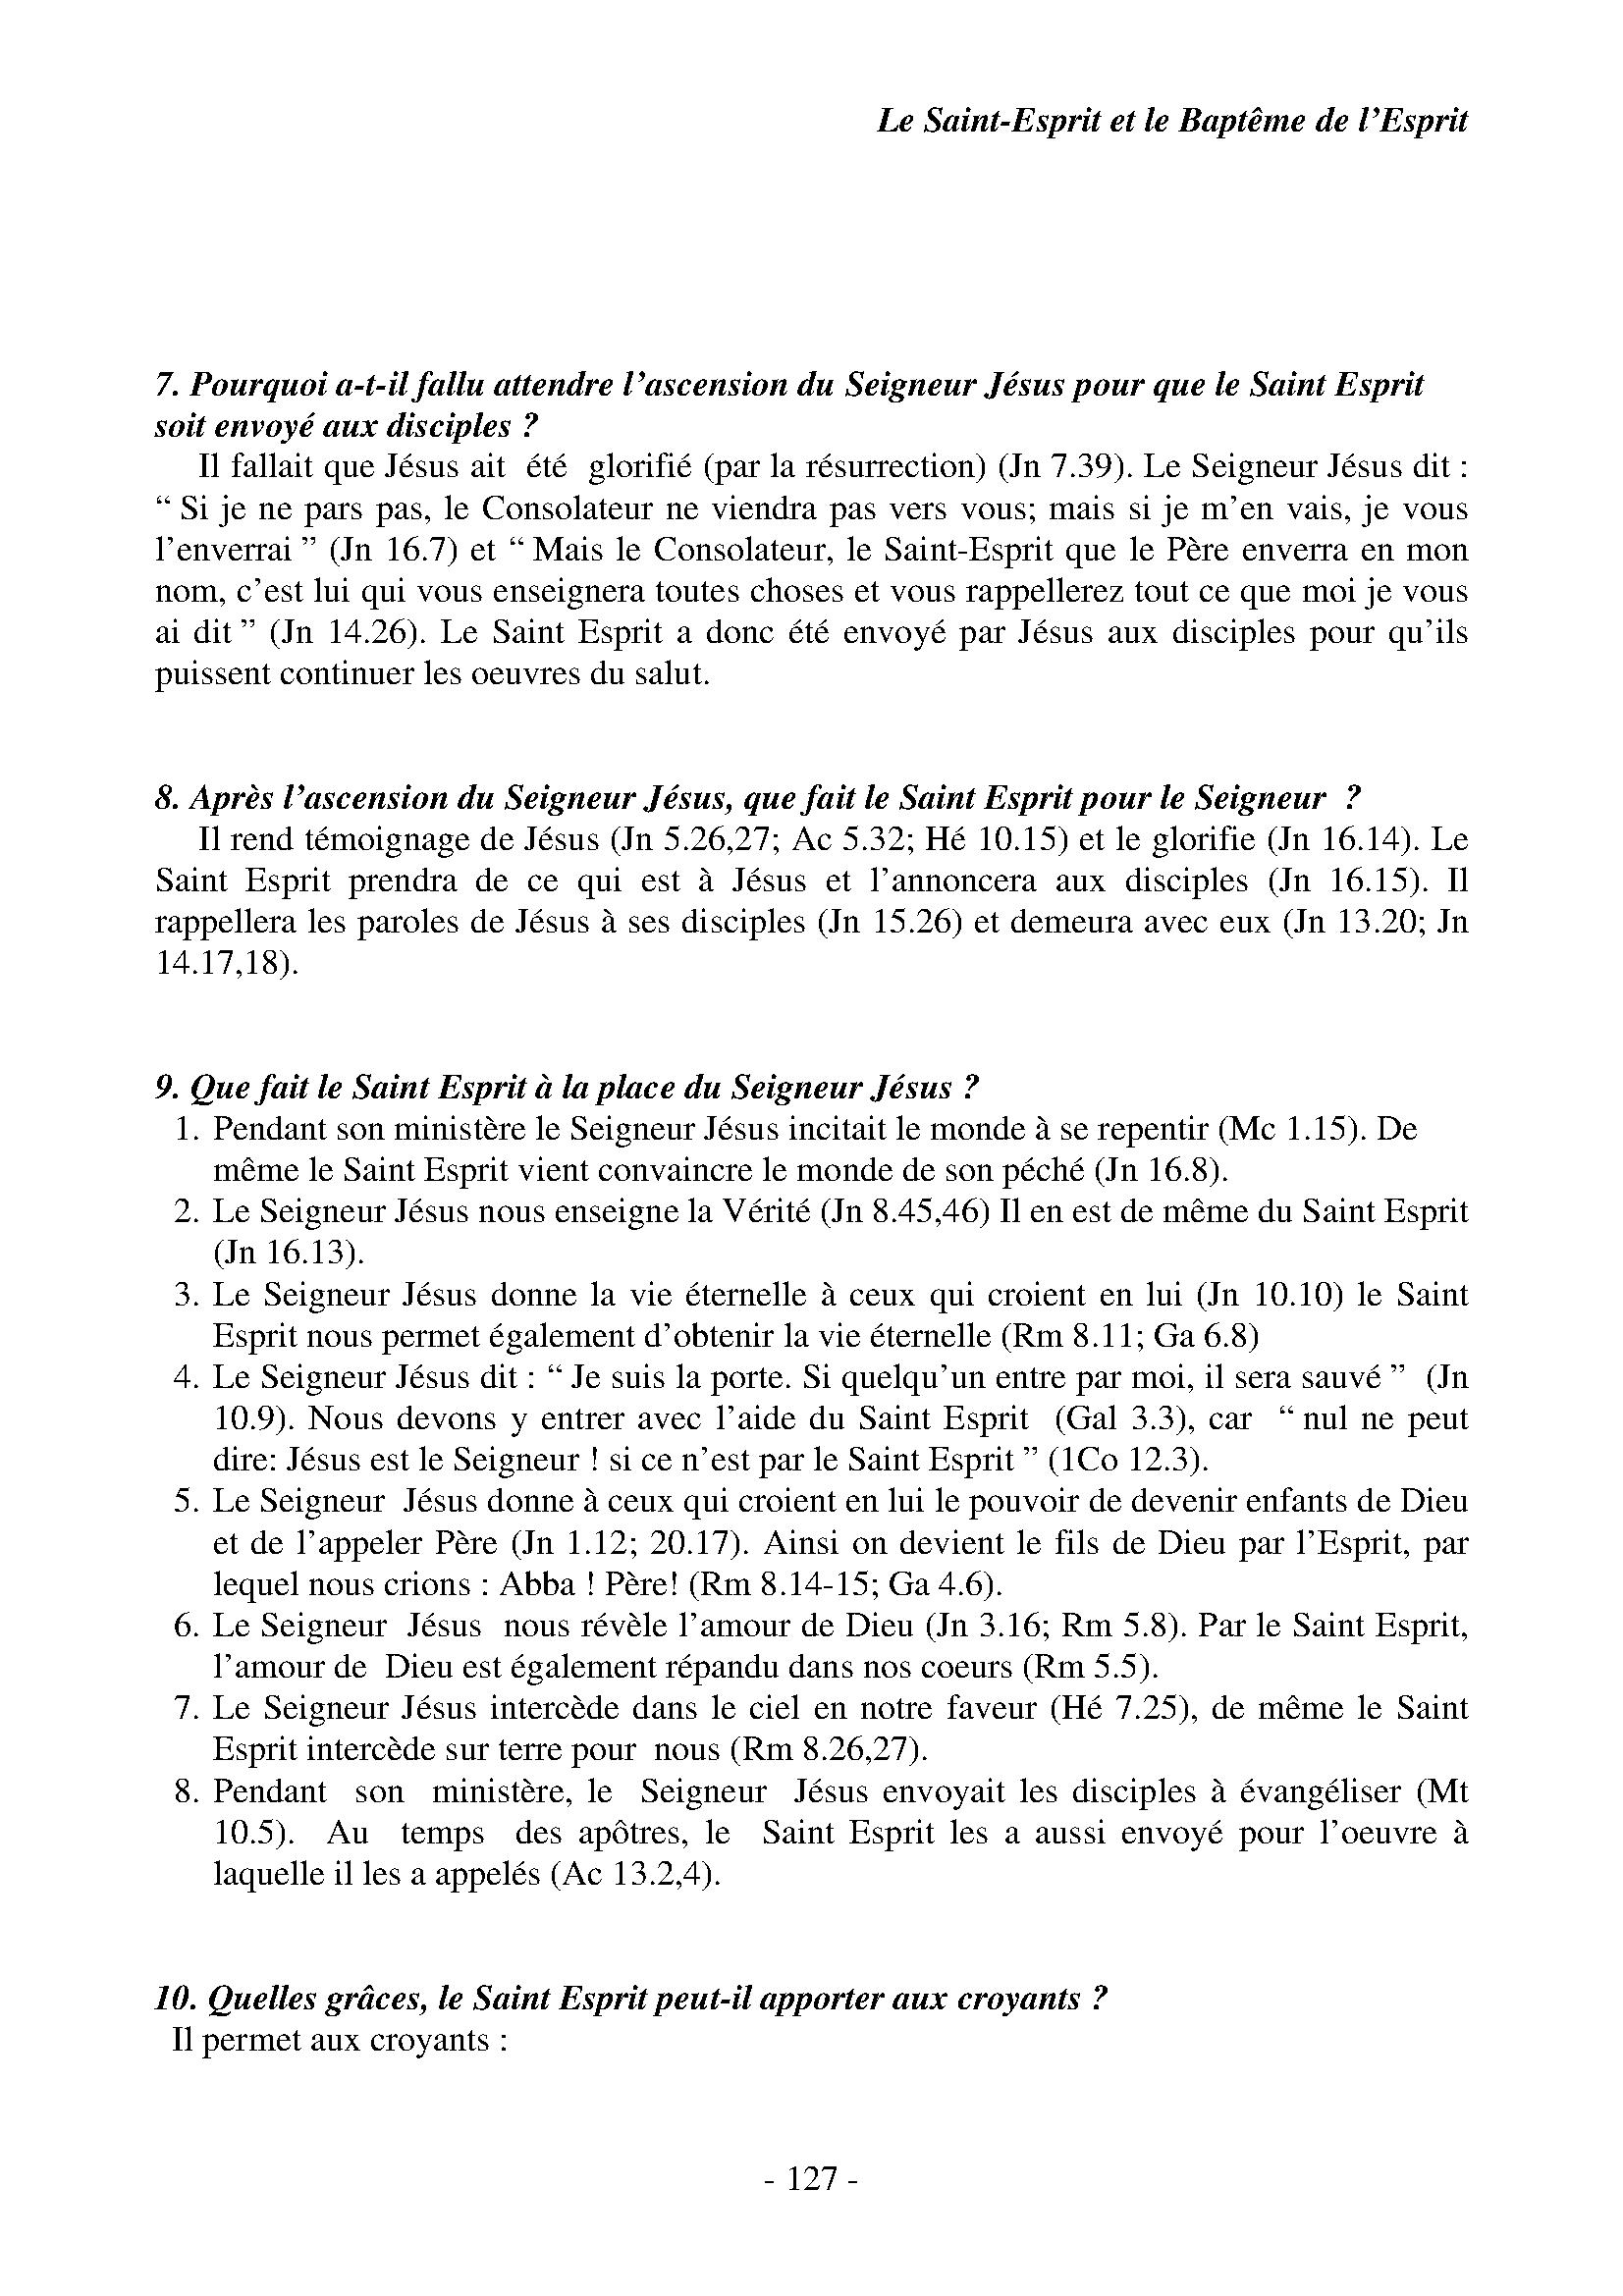 Le Saint-Esprit et le Baptême de l’Esprit
7. Pourquoi a-t-il fallu attendre l’ascension du Seigneur Jésus pour que le Saint Esprit
soit envoyé aux disciples ?
Il fallait que Jésus ait  été  glorifié (par la résurrection) (Jn 7.39). Le Seigneur Jésus dit :
“ Si je ne pars pas, le Consolateur ne viendra pas vers vous; mais si je m’en vais, je vous
l’enverrai ” (Jn 16.7) et “ Mais le Consolateur, le Saint-Esprit que le Père enverra en mon
nom, c’est lui qui vous enseignera toutes choses et vous rappellerez tout ce que moi je vous
ai dit ” (Jn 14.26). Le Saint Esprit a donc été envoyé par Jésus aux disciples pour qu’ils
puissent continuer les oeuvres du salut.
8. Après l’ascension du Seigneur Jésus, que fait le Saint Esprit pour le Seigneur  ?
Il rend témoignage de Jésus (Jn 5.26,27; Ac 5.32; Hé 10.15) et le glorifie (Jn 16.14). Le
Saint Esprit prendra de ce qui est à Jésus et l’annoncera aux disciples (Jn 16.15). Il
rappellera les paroles de Jésus à ses disciples (Jn 15.26) et demeura avec eux (Jn 13.20; Jn
14.17,18).
9. Que fait le Saint Esprit à la place du Seigneur Jésus ?
1. Pendant son ministère le Seigneur Jésus incitait le monde à se repentir (Mc 1.15). De
même le Saint Esprit vient convaincre le monde de son péché (Jn 16.8).
2. Le Seigneur Jésus nous enseigne la Vérité (Jn 8.45,46) Il en est de même du Saint Esprit
(Jn 16.13).
3. Le Seigneur Jésus donne la vie éternelle à ceux qui croient en lui (Jn 10.10) le Saint
Esprit nous permet également d’obtenir la vie éternelle (Rm 8.11; Ga 6.8)
4. Le Seigneur Jésus dit : “ Je suis la porte. Si quelqu’un entre par moi, il sera sauvé ”  (Jn
10.9). Nous devons y entrer avec l’aide du Saint Esprit  (Gal 3.3), car  “ nul ne peut
dire: Jésus est le Seigneur ! si ce n’est par le Saint Esprit ” (1Co 12.3).
5. Le Seigneur  Jésus donne à ceux qui croient en lui le pouvoir de devenir enfants de Dieu
et de l’appeler Père (Jn 1.12; 20.17). Ainsi on devient le fils de Dieu par l’Esprit, par
lequel nous crions : Abba ! Père! (Rm 8.14-15; Ga 4.6).
6. Le Seigneur  Jésus  nous révèle l’amour de Dieu (Jn 3.16; Rm 5.8). Par le Saint Esprit,
l’amour de  Dieu est également répandu dans nos coeurs (Rm 5.5).
7. Le Seigneur Jésus intercède dans le ciel en notre faveur (Hé 7.25), de même le Saint
Esprit intercède sur terre pour  nous (Rm 8.26,27).
8. Pendant  son  ministère, le  Seigneur  Jésus envoyait les disciples à évangéliser (Mt
10.5).  Au  temps  des apôtres, le  Saint Esprit les a aussi envoyé pour l’oeuvre à
laquelle il les a appelés (Ac 13.2,4).
10. Quelles grâces, le Saint Esprit peut-il apporter aux croyants ?
Il permet aux croyants :
- 127 -